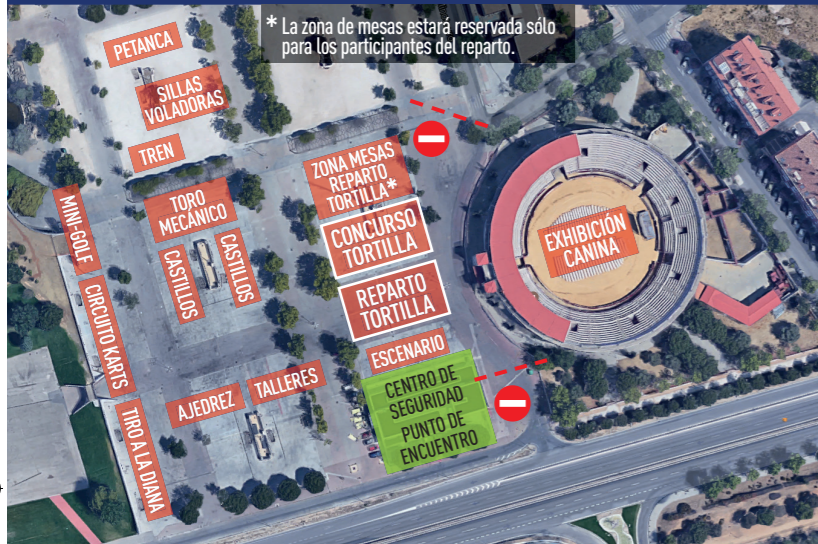 * La zona de mesas estará reservada sólo
para los participantes del reparto.
PETANCA
SILLAS
VOLADORAS
TREN
ZONA MESAS
REPARTO
TORTILLA*
TORO
MECÁNICO
MINI-GOLF
CONCURSO
TORTILLA
EXHIBICIÓN
CANINA
CASTILLOS
CASTILLOS
CIRCUITO KARTS
REPARTO
TORTILLA
ESCENARIO
TALLERES
AJEDREZ
CENTRO DE
SEGURIDAD
PUNTO DE
ENCUENTRO
TIRO A LA DIANA